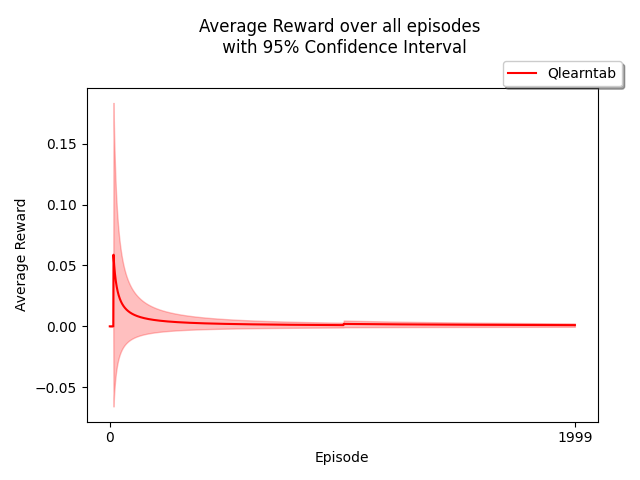 Average Reward over all episodes
with 95% Confidence Interval
Qlearntab
0.15
0.10
0.05
0.00
−0.05
Average Reward
0
1999
Episode